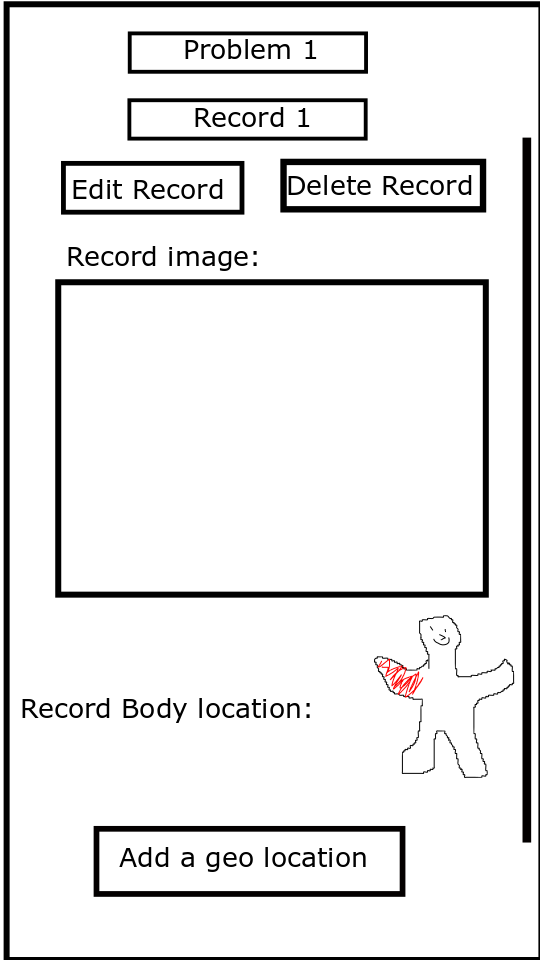 Problem 1
Record 1
Edit Record
Delete Record
Record image:
Record Body location:
Add a geo location